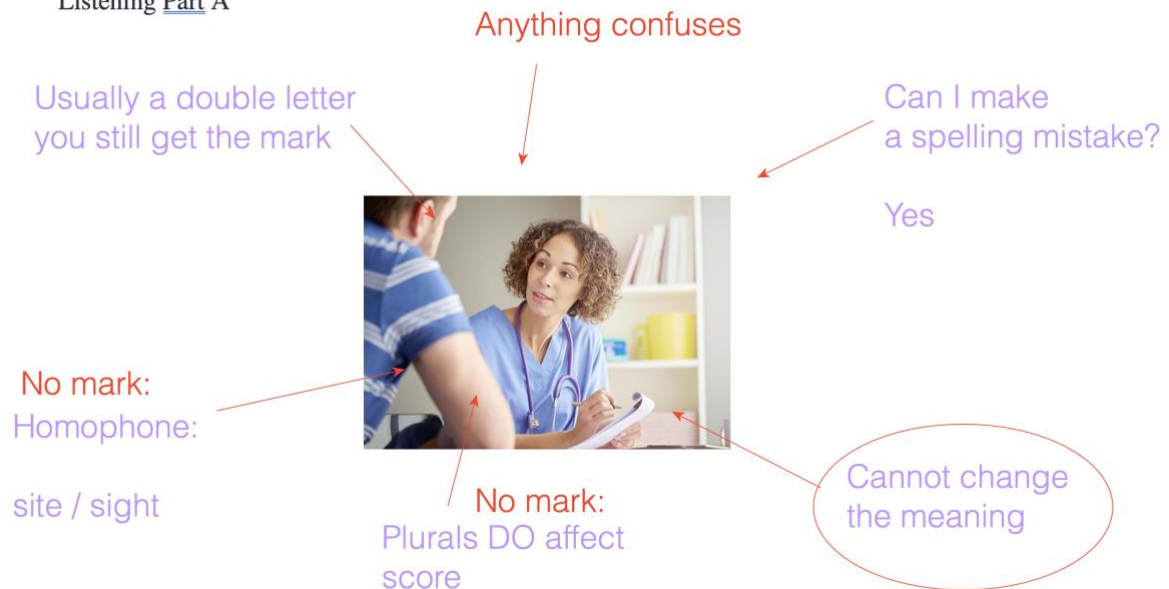 Listening Part A
Anything confuses
Usually a double letter
you still get the mark
Can I make
a spelling mistake?
Yes
No mark:
Homophone:
site / sight
No mark:
Plurals DO affect
score
Cannot change
the meaning